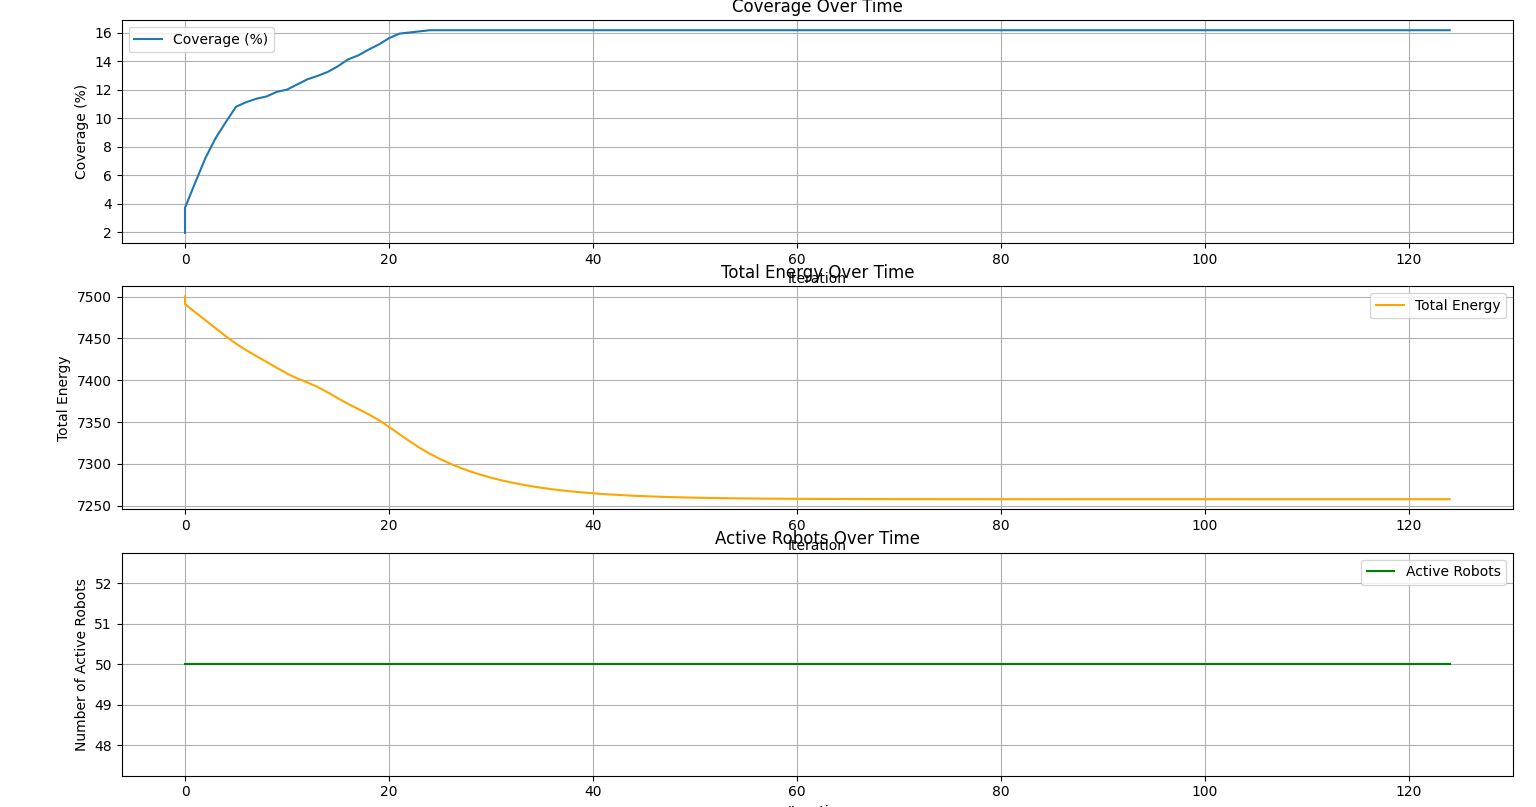 Coverage Over Time
Coverage (%)
Coverage (%)
16
14
12
10
8
6
4
2
0 20 40 60 80 100 120
Iteration
Total Energy Over Time
Total Energy
Total Energy
7500
7450
7400
7350
7300
7250
0 20 40 60 80 100 120
Iteration
Active Robots Over Time
Active Robots
Number of Active Robots
52
51
50
49
48
0 20 40 60 80 100 120